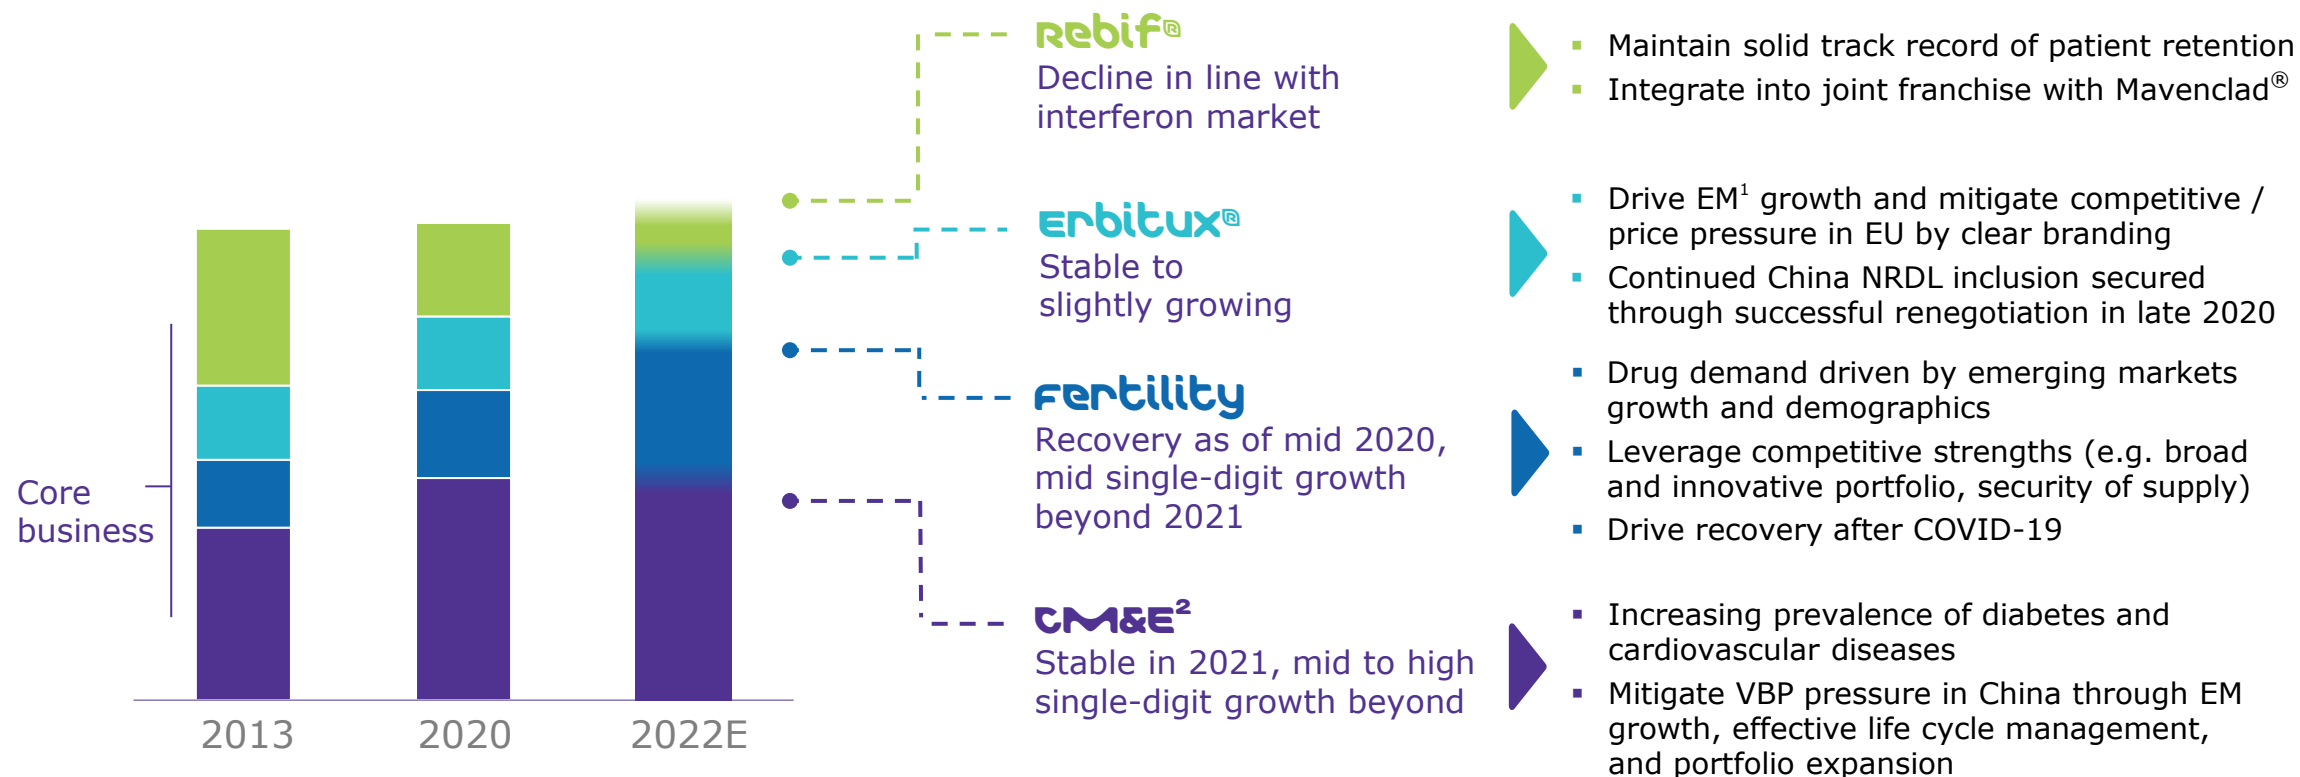 Core
business
2013
2020
2022E
Rebif®
Decline in line with
interferon market
Maintain solid track record of patient retention
Integrate into joint franchise with Mavenclad®
Erbitux®
Stable to
slightly growing
Drive EM¹ growth and mitigate competitive /
price pressure in EU by clear branding
Continued China NRDL inclusion secured
through successful renegotiation in late 2020
Fertility
Recovery as of mid 2020,
mid single-digit growth
beyond 2021
Drug demand driven by emerging markets
growth and demographics
Leverage competitive strengths (e.g. broad
and innovative portfolio, security of supply)
Drive recovery after COVID-19
CM&E²
Stable in 2021, mid to high
single-digit growth beyond
Increasing prevalence of diabetes and
cardiovascular diseases
Mitigate VBP pressure in China through EM
growth, effective life cycle management,
and portfolio expansion